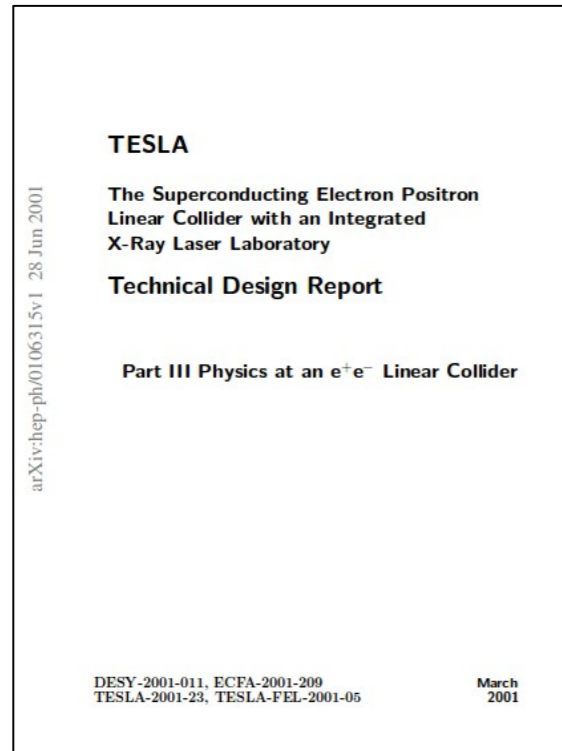 TESLA
The Superconducting Electron Positron
Linear Collider with an Integrated
X-Ray Laser Laboratory
Technical Design Report
Part III Physics at an e⁺e⁻ Linear Collider
arXiv:hep-ph/0106315v1 28 Jun 2001
DESY-2001-011, ECFA-2001-209
TESLA-2001-23, TESLA-FEL-2001-05
March
2001